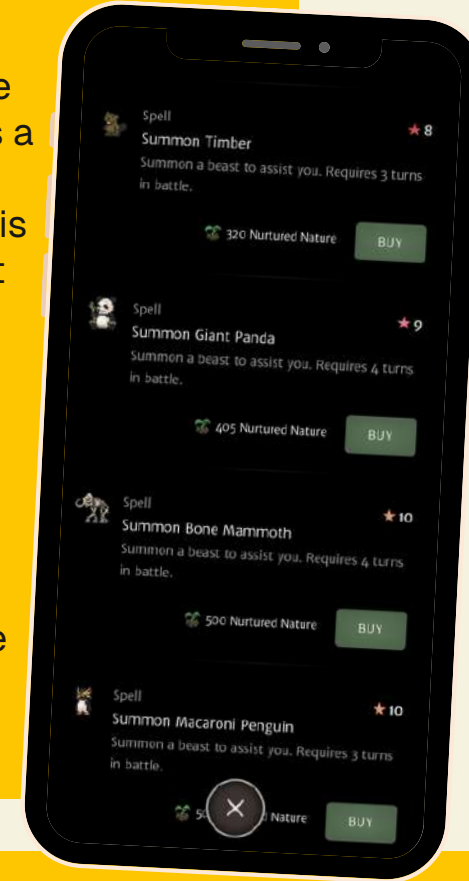 e
s a
is
t
e
Spell
★8
Summon Timber
Summon a beast to assist you. Requires 3 turns
in battle.
320 Nurtured Nature
BUY
Spell
★9
Summon Giant Panda
Summon a beast to assist you. Requires 4 turns
in battle.
405 Nurtured Nature
BUY
Spell
★10
Summon Bone Mammoth
Summon a beast to assist you. Requires 4 turns
in battle.
500 Nurtured Nature
BUY
Spell
★10
Summon Macaroni Penguin
Summon a beast to assist you. Requires 3 turns
in battle.
Nature
BUY